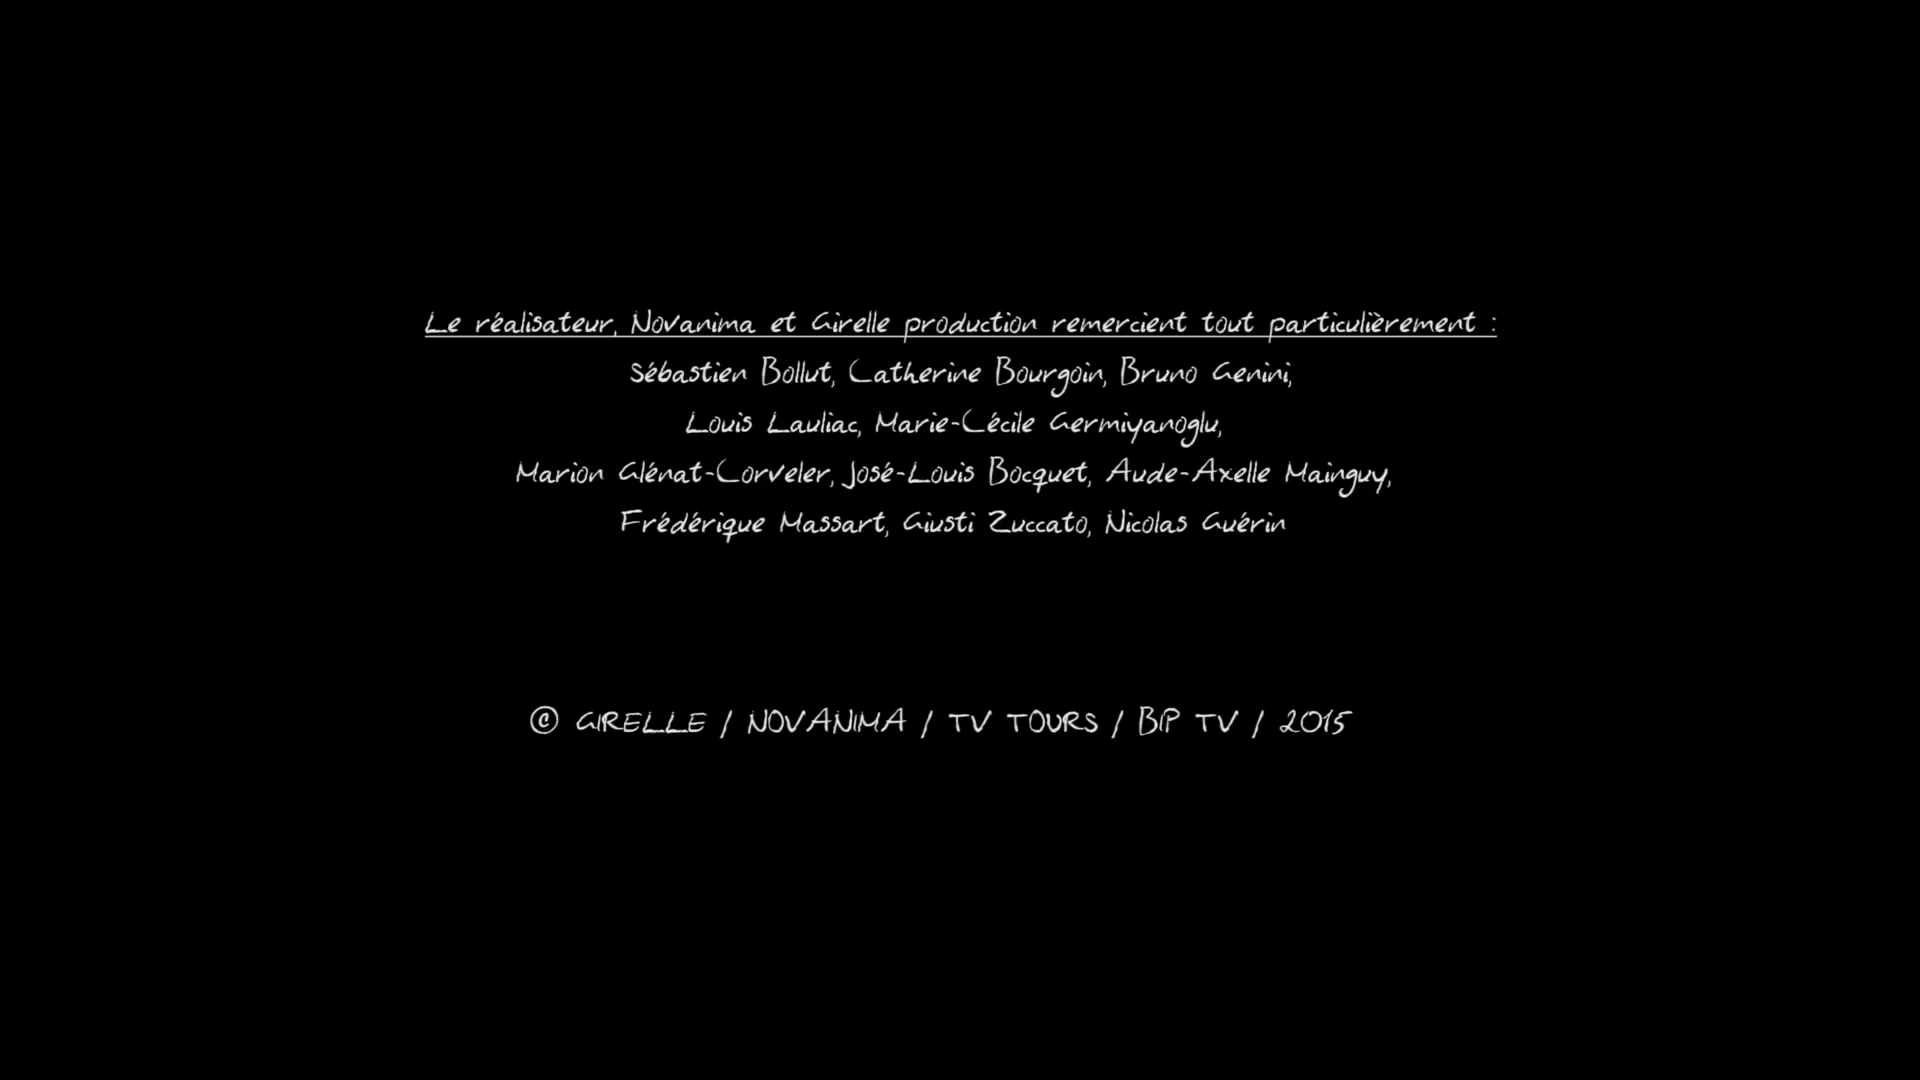 Le réalisateur, Novanima et Girelle production remercient tout particulièrement :
Sébastien Bollut, Catherine Bourgoin, Bruno Genini,
Louis Lauliac, Marie-Cécile Germiyanoglu,
Marion Glénat-Corveler, José-Louis Bocquet, Aude-Axelle Mainguy,
Frédérique Massart, Giusti Zuccato, Nicolas Guérin
© GIRELLE / NOVANIMA / TV TOURS / BIP TV / 2015